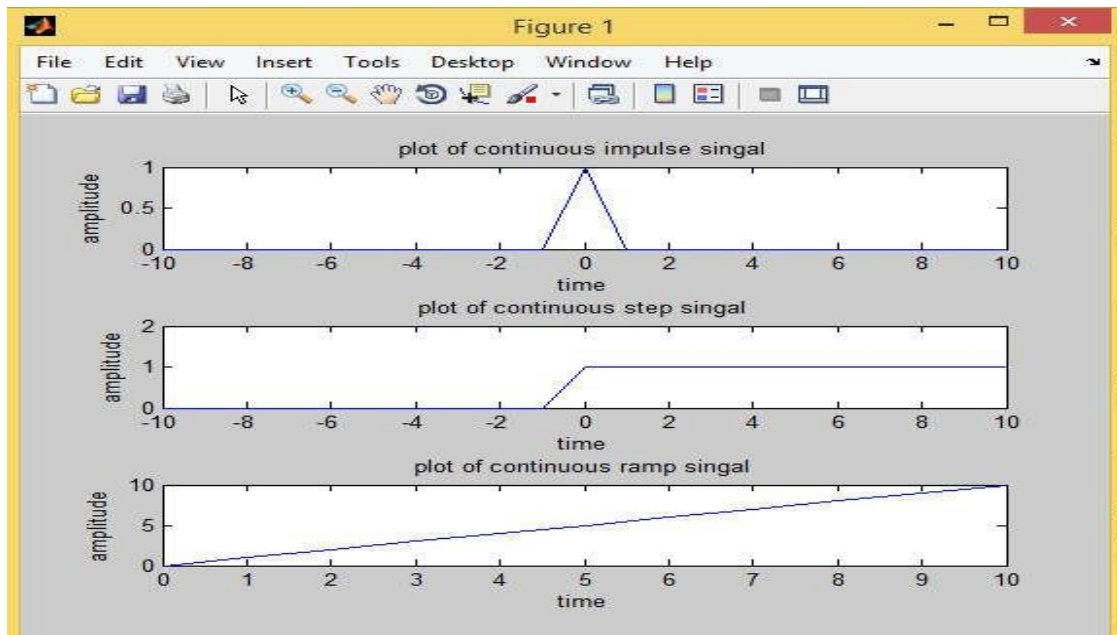 Figure 1
File Edit View Insert Tools Desktop Window Help
plot of continuous impulse singal
amplitude
1
0.5
0
-10 -8 -6 -4 -2 0 2 4 6 8 10
time
plot of continuous step singal
amplitude
2
1
0
-10 -8 -6 -4 -2 0 2 4 6 8 10
time
plot of continuous ramp singal
amplitude
10
5
0
0 1 2 3 4 5 6 7 8 9 10
time